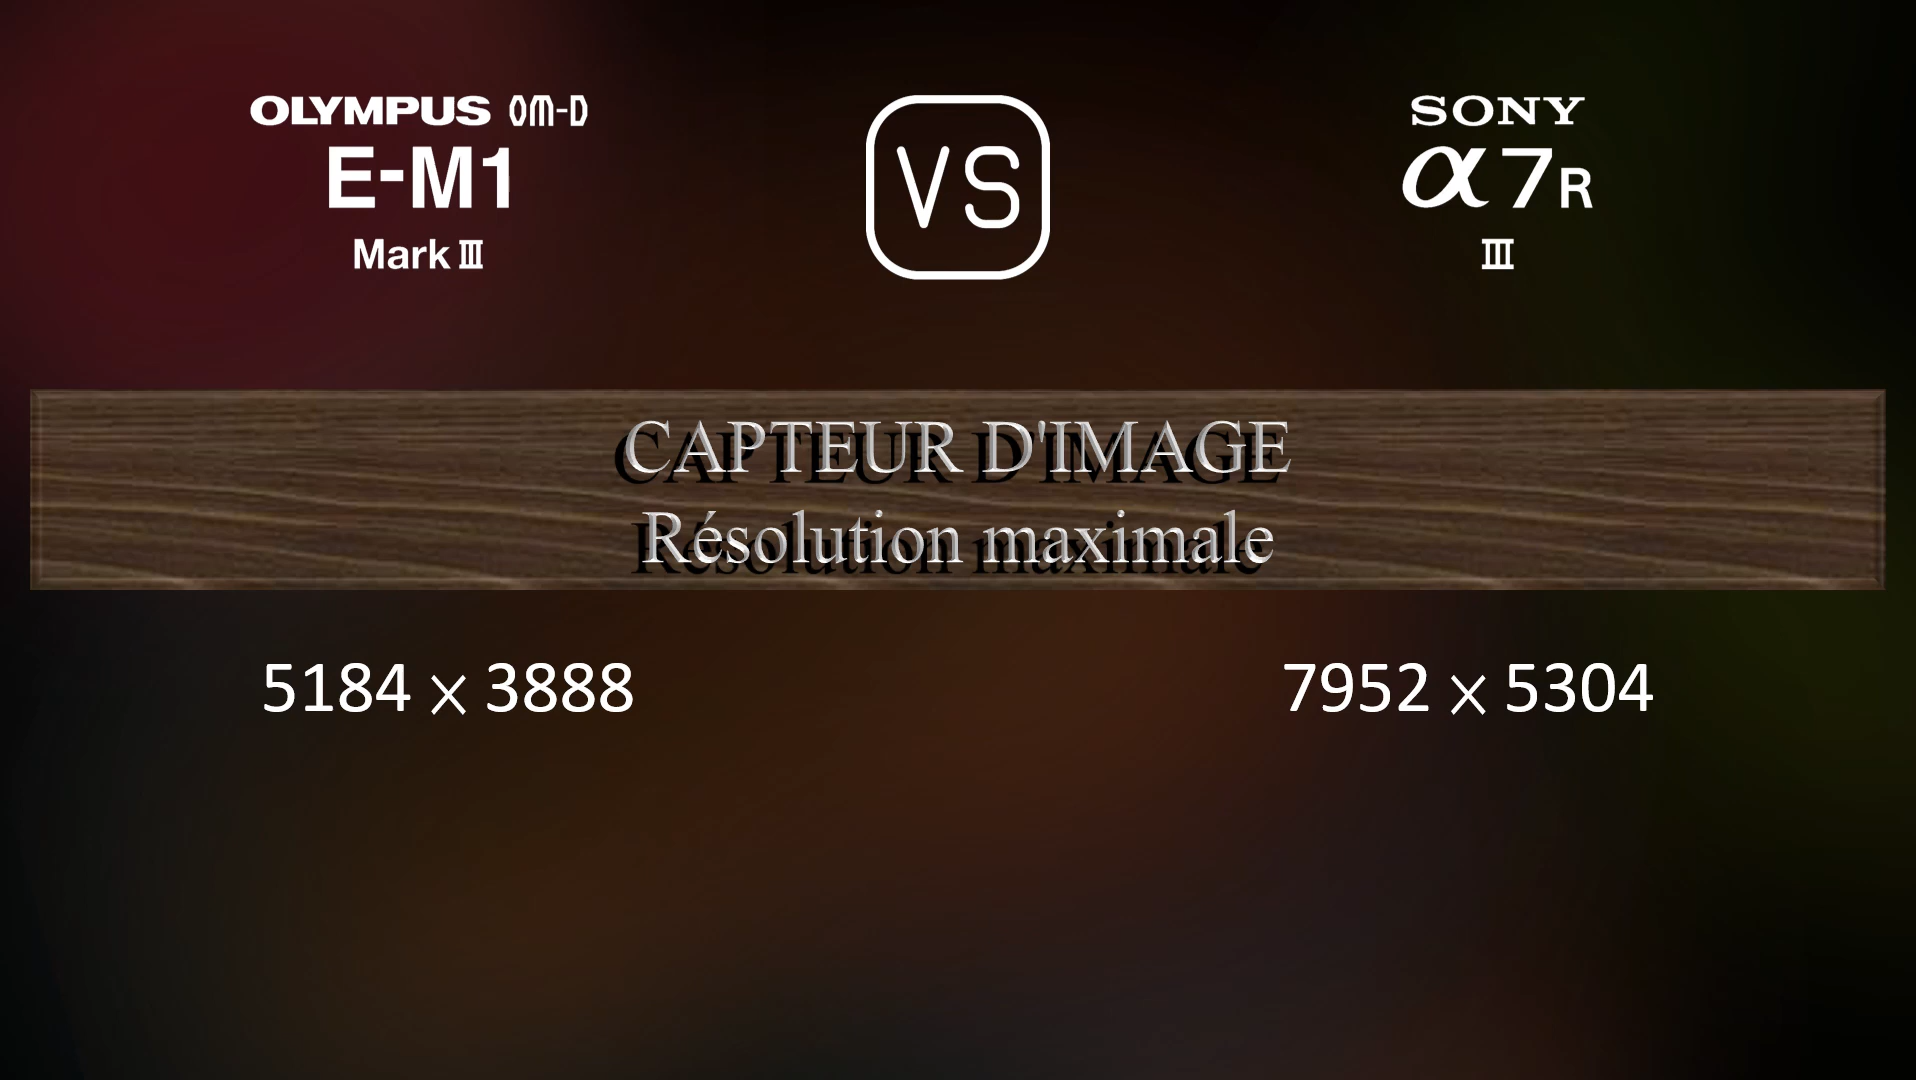 OLYMPUS OM-D
E-M1
Mark III
VS
SONY
α7R
III
CAPTEUR D'IMAGE
Résolution maximale
5184 x 3888
7952 x 5304